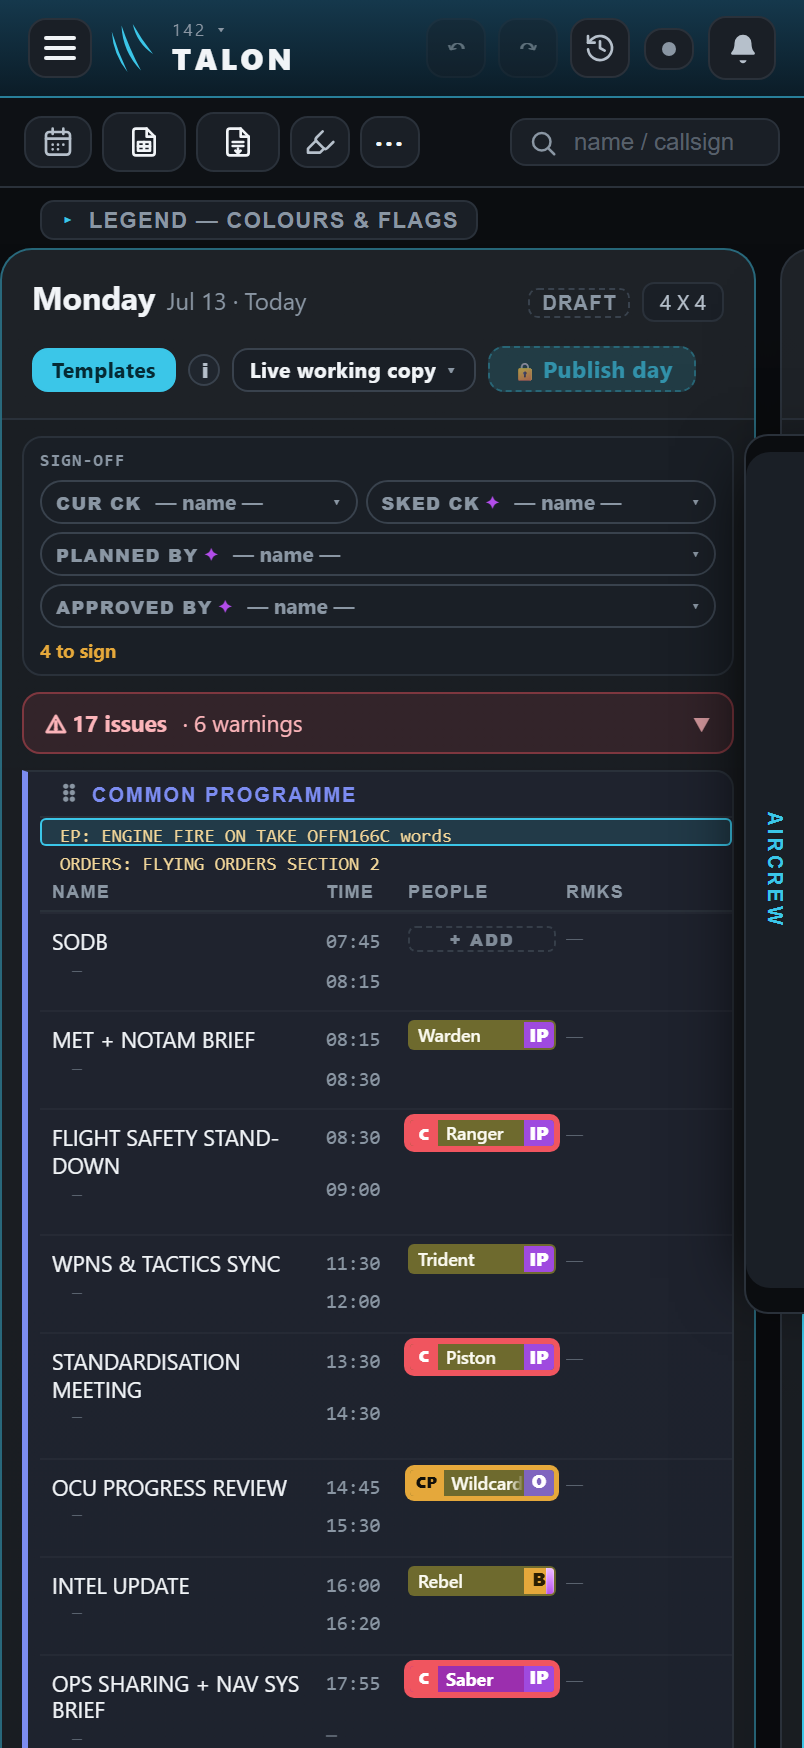 142
TALON
name / callsign
LEGEND — COLOURS & FLAGS
Monday Jul 13 · Today DRAFT 4 X 4
Templates i Live working copy Publish day
SIGN-OFF
CUR CK — name — SKED CK — name —
PLANNED BY — name —
APPROVED BY — name —
4 to sign
17 issues · 6 warnings
COMMON PROGRAMME
EP: ENGINE FIRE ON TAKE OFFN166C words
ORDERS: FLYING ORDERS SECTION 2
NAME TIME PEOPLE RMKS
SODB 07:45 + ADD —
— 08:15
MET + NOTAM BRIEF 08:15 Warden IP —
— 08:30
FLIGHT SAFETY STAND- 08:30 C Ranger IP —
DOWN
— 09:00
WPNS & TACTICS SYNC 11:30 Trident IP —
— 12:00
STANDARDISATION 13:30 C Piston IP —
MEETING
— 14:30
OCU PROGRESS REVIEW 14:45 CP Wildcard O —
— 15:30
INTEL UPDATE 16:00 Rebel B —
— 16:20
OPS SHARING + NAV SYS 17:55 C Saber IP —
BRIEF
— —
AIRCREW